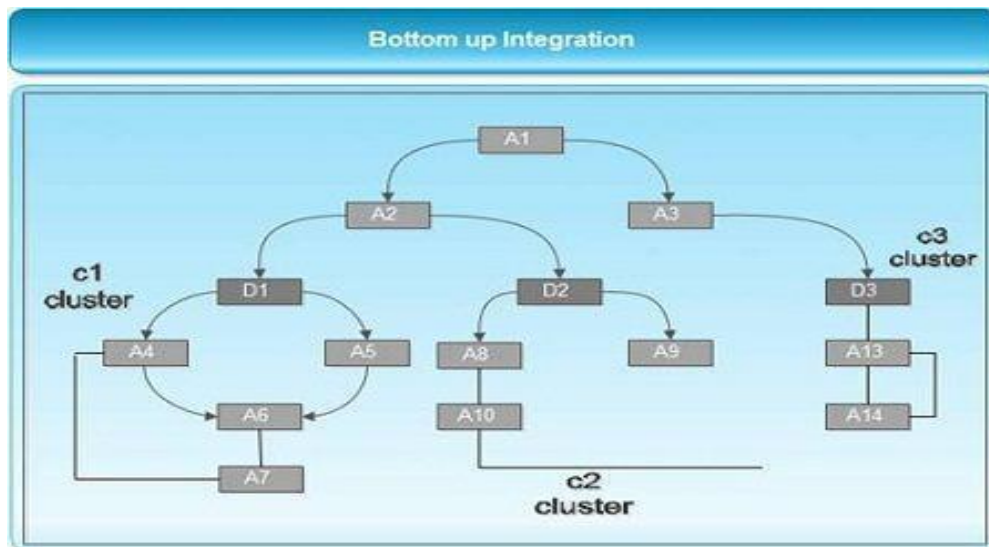 Bottom up Integration
A1
A2
A3
c3
cluster
c1
cluster
D1
D2
D3
A4
A5
A8
A9
A13
A6
A10
A14
A7
c2
cluster